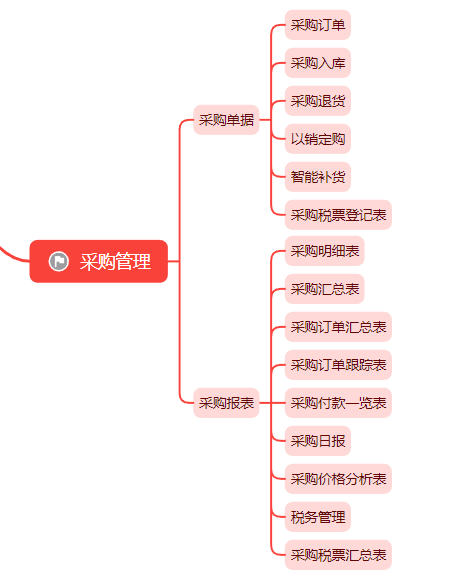 采购管理
采购单据
采购订单
采购入库
采购退货
以销定购
智能补货
采购税票登记表
采购报表
采购明细表
采购汇总表
采购订单汇总表
采购订单跟踪表
采购付款一览表
采购日报
采购价格分析表
税务管理
采购税票汇总表